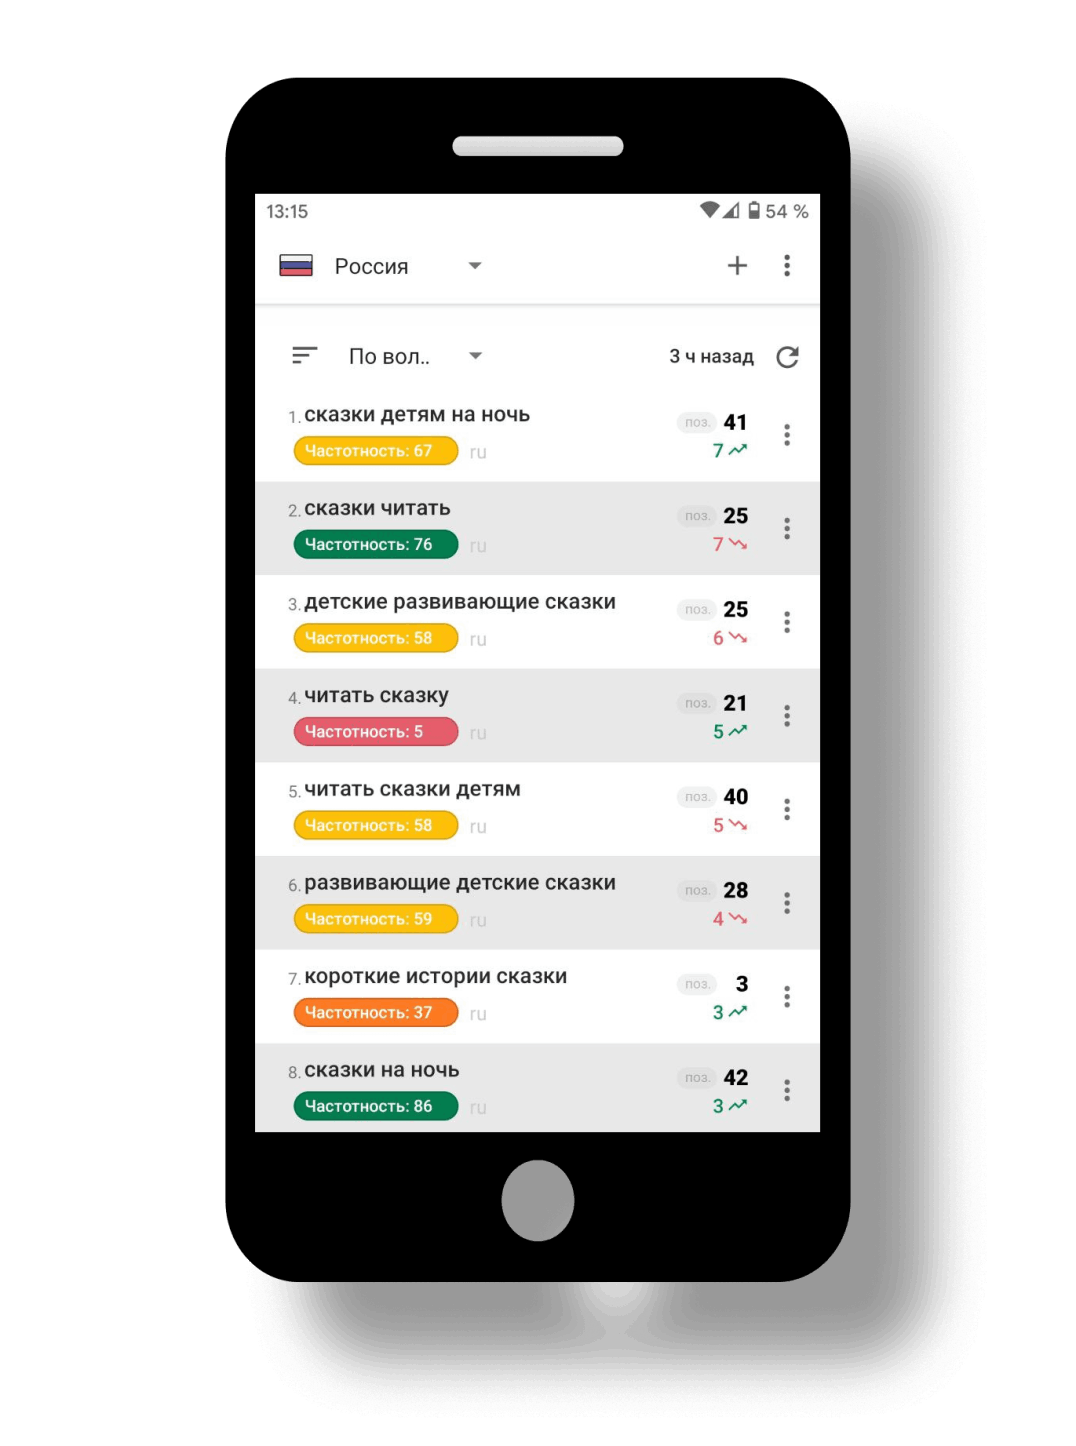 13:15 54 %
Россия
По вол.. 3 ч назад
1. сказки детям на ночь поз. 41
Частотность: 67 ru 7
2. сказки читать поз. 25
Частотность: 76 ru 7
3. детские развивающие сказки поз. 25
Частотность: 58 ru 6
4. читать сказку поз. 21
Частотность: 5 ru 5
5. читать сказки детям поз. 40
Частотность: 58 ru 5
6. развивающие детские сказки поз. 28
Частотность: 59 ru 4
7. короткие истории сказки поз. 3
Частотность: 37 ru 3
8. сказки на ночь поз. 42
Частотность: 86 ru 3